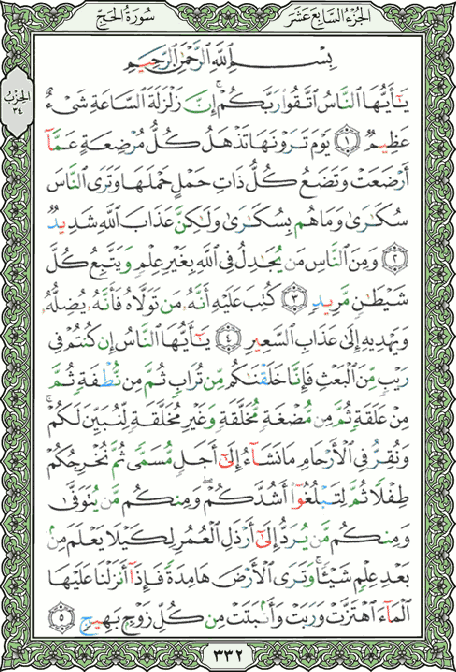 الجزء السابع عشر
سورة الحج
الحزب
٣٤
بِسْمِ اللَّهِ الرَّحْمَٰنِ الرَّحِيمِ
يَٰٓأَيُّهَا ٱلنَّاسُ ٱتَّقُوا۟ رَبَّكُمْ ۚ إِنَّ زَلْزَلَةَ ٱلسَّاعَةِ شَىْءٌ
عَظِيمٌ ١ يَوْمَ تَرَوْنَهَا تَذْهَلُ كُلُّ مُرْضِعَةٍ عَمَّآ
أَرْضَعَتْ وَتَضَعُ كُلُّ ذَاتِ حَمْلٍ حَمْلَهَا وَتَرَى ٱلنَّاسَ
سُكَٰرَىٰ وَمَا هُم بِسُكَٰرَىٰ وَلَٰكِنَّ عَذَابَ ٱللَّهِ شَدِيدٌ
٢ وَمِنَ ٱلنَّاسِ مَن يُجَٰدِلُ فِى ٱللَّهِ بِغَيْرِ عِلْمٍ وَيَتَّبِعُ كُلَّ
شَيْطَٰنٍ مَّرِيدٍ ٣ كُتِبَ عَلَيْهِ أَنَّهُۥ مَن تَوَلَّاهُ فَأَنَّهُۥ يُضِلُّهُۥ
وَيَهْدِيهِ إِلَىٰ عَذَابِ ٱلسَّعِيرِ ٤ يَٰٓأَيُّهَا ٱلنَّاسُ إِن كُنتُمْ فِى
رَيْبٍ مِّنَ ٱلْبَعْثِ فَإِنَّا خَلَقْنَٰكُم مِّن تُرَابٍ ثُمَّ مِن نُّطْفَةٍ ثُمَّ
مِنْ عَلَقَةٍ ثُمَّ مِن مُّضْغَةٍ مُّخَلَّقَةٍ وَغَيْرِ مُخَلَّقَةٍ لِّنُبَيِّنَ لَكُمْ ۚ
وَنُقِرُّ فِى ٱلْأَرْحَامِ مَا نَشَآءُ إِلَىٰٓ أَجَلٍ مُّسَمًّى ثُمَّ نُخْرِجُكُمْ
طِفْلًا ثُمَّ لِتَبْلُغُوٓا۟ أَشُدَّكُمْ ۖ وَمِنكُم مَّن يُتَوَفَّىٰ
وَمِنكُم مَّن يُرَدُّ إِلَىٰٓ أَرْذَلِ ٱلْعُمُرِ لِكَيْلَا يَعْلَمَ مِنۢ
بَعْدِ عِلْمٍ شَيْـًٔا ۚ وَتَرَى ٱلْأَرْضَ هَامِدَةً فَإِذَآ أَنزَلْنَا عَلَيْهَا
ٱلْمَآءَ ٱهْتَزَّتْ وَرَبَتْ وَأَنۢبَتَتْ مِن كُلِّ زَوْجٍۭ بَهِيجٍ ٥
٣٣٢